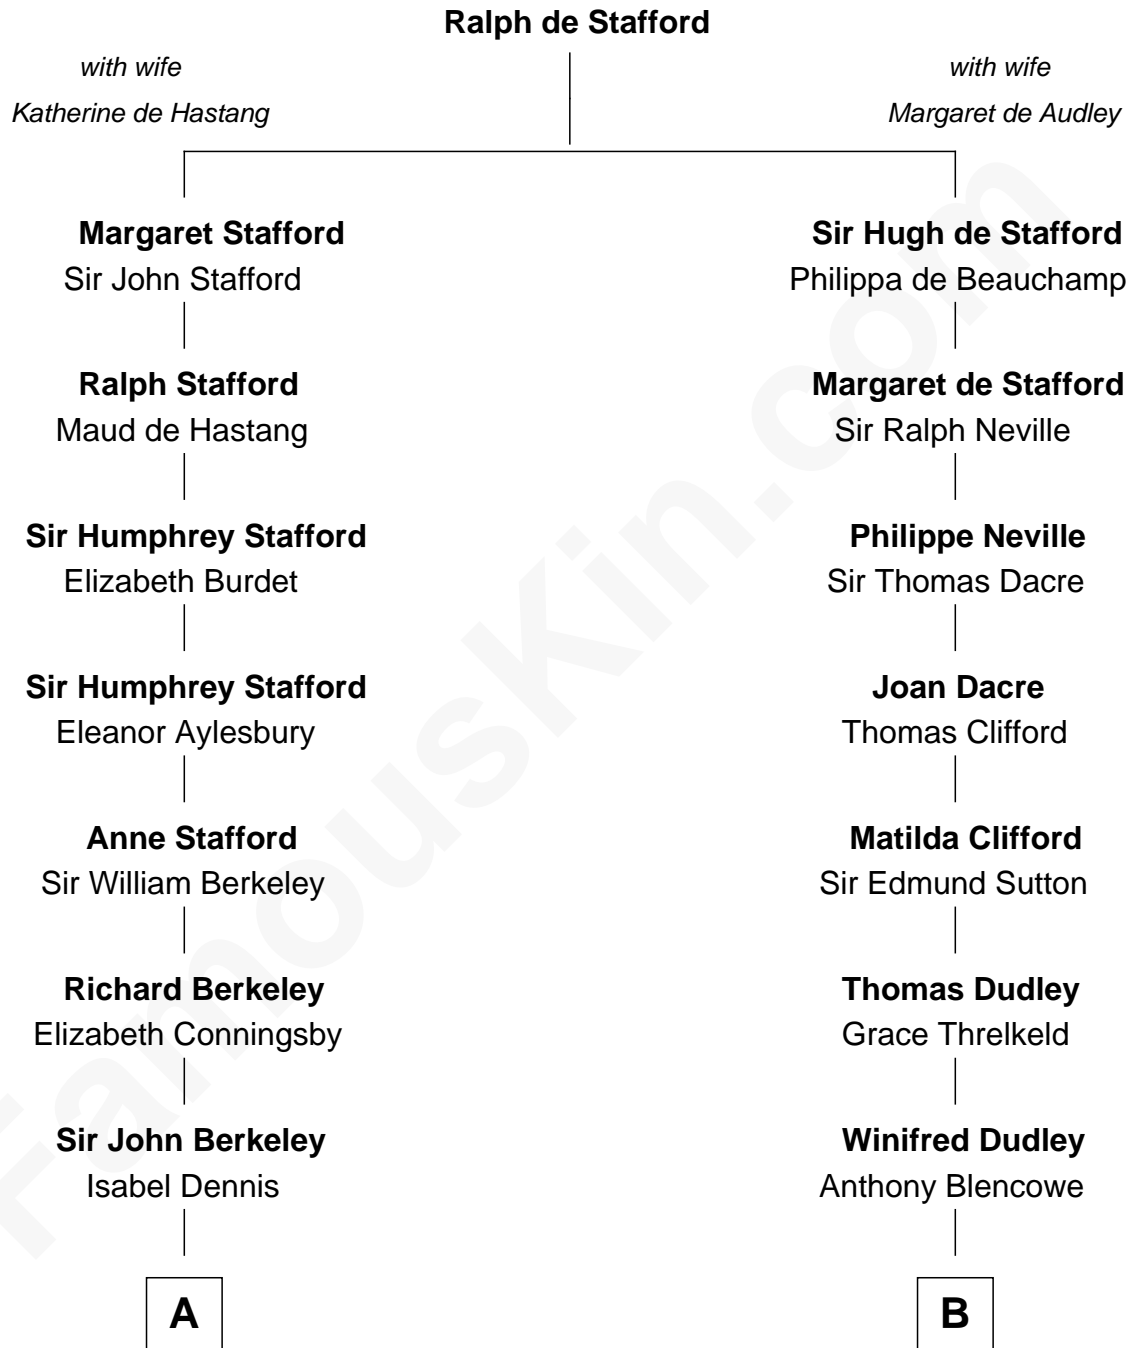 Ralph de Stafford
with wife
Katherine de Hastang
with wife
Margaret de Audley
Margaret Stafford
Sir John Stafford
Sir Hugh de Stafford
Philippa de Beauchamp
Ralph Stafford
Maud de Hastang
Margaret de Stafford
Sir Ralph Neville
Sir Humphrey Stafford
Elizabeth Burdet
Philippe Neville
Sir Thomas Dacre
Sir Humphrey Stafford
Eleanor Aylesbury
Joan Dacre
Thomas Clifford
Anne Stafford
Sir William Berkeley
Matilda Clifford
Sir Edmund Sutton
Richard Berkeley
Elizabeth Conningsby
Thomas Dudley
Grace Threlkeld
Sir John Berkeley
Isabel Dennis
Winifred Dudley
Anthony Blencowe
A
B
FamousKin.com